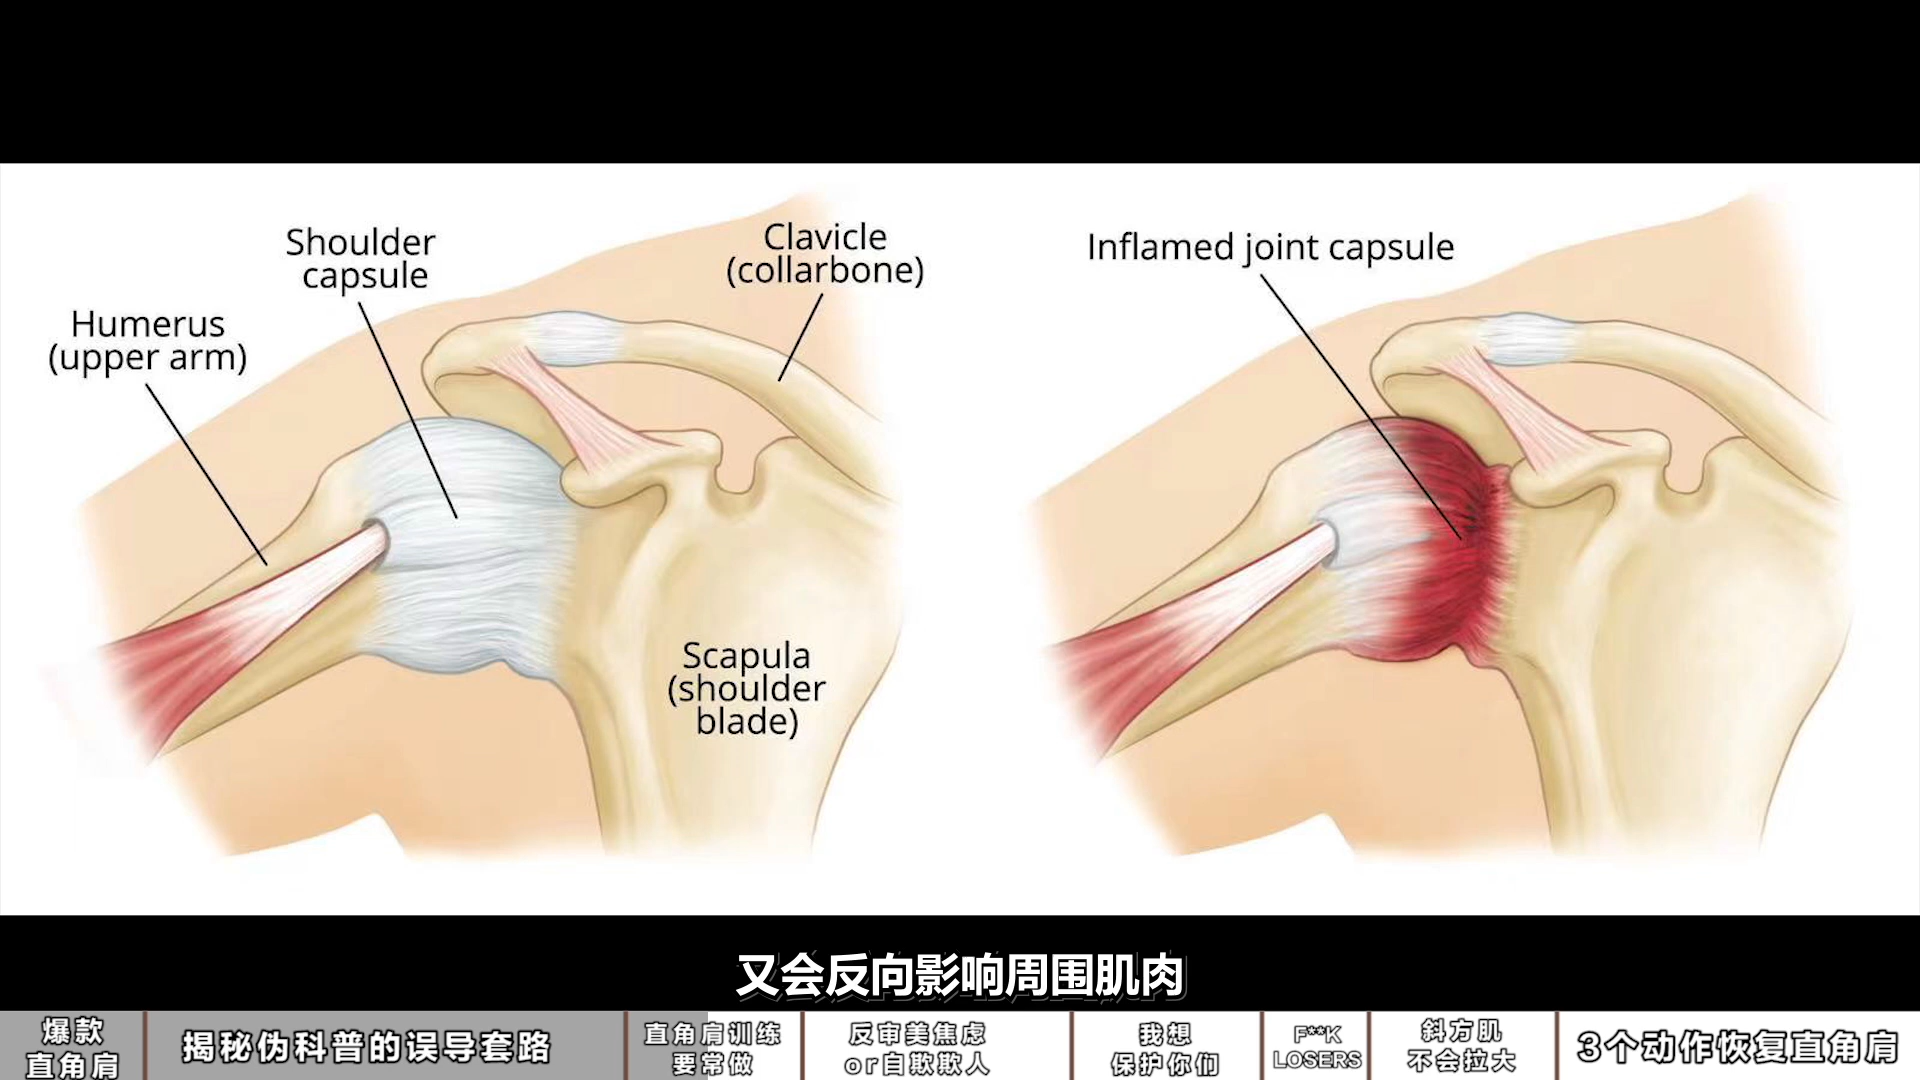 Shoulder
capsule
Clavicle
(collarbone)
Humerus
(upper arm)
Scapula
(shoulder
blade)
Inflamed joint capsule
又会反向影响周围肌肉
爆款
直角肩
揭秘伪科普的误导套路
直角肩训练
要常做
反审美焦虑
or自欺欺人
我想
保护你们
F**K
LOSERS
斜方肌
不会拉大
3个动作恢复直角肩